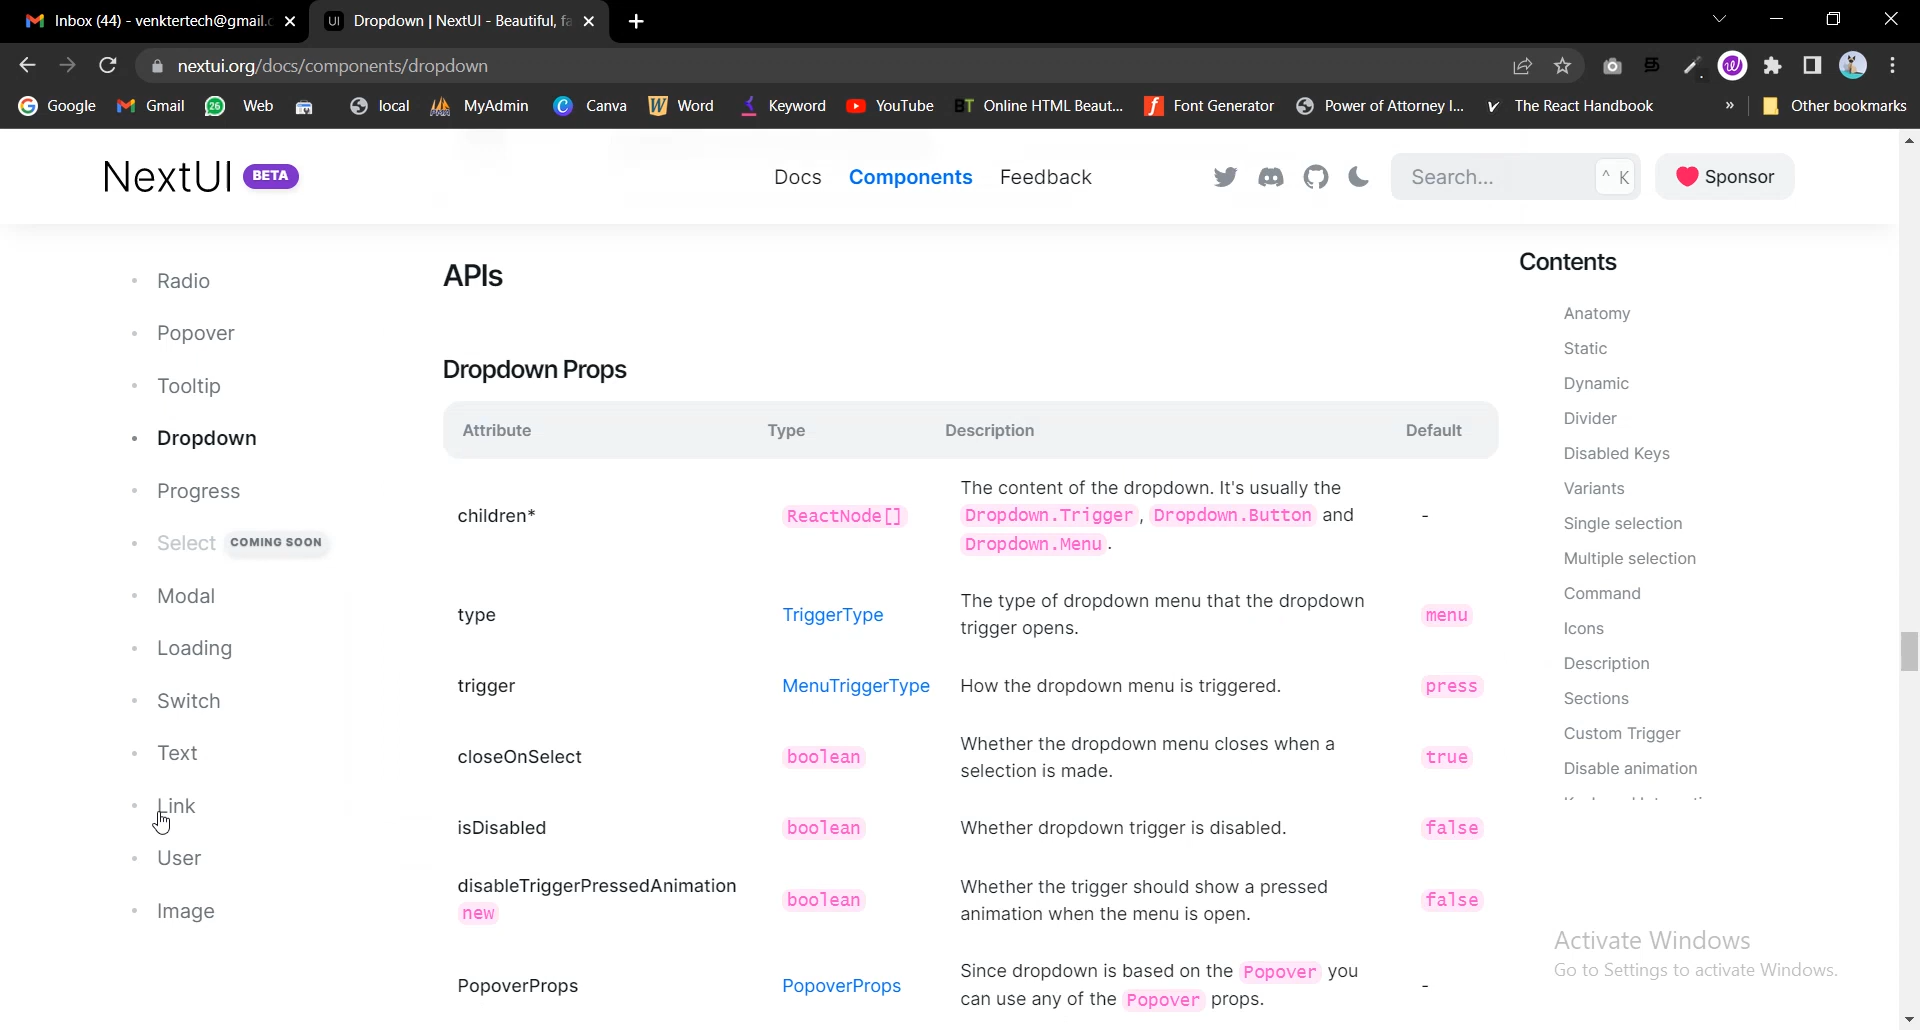 Inbox (44) - venktertech@gmail.c
Dropdown | NextUI - Beautiful, fa
nextui.org/docs/components/dropdown
Google
Gmail
26
Web
local
MyAdmin
Canva
Word
Keyword
YouTube
BT
Online HTML Beaut...
Font Generator
Power of Attorney I...
The React Handbook
»
Other bookmarks
NextUI
BETA
Docs
Components
Feedback
Search...
^ K
Sponsor
Radio
Popover
Tooltip
Dropdown
Progress
Select COMING SOON
Modal
Loading
Switch
Text
Link
User
Image
APIs
Dropdown Props
Attribute Type Description Default
children* ReactNode[] The content of the dropdown. It's usually the
Dropdown.Trigger, Dropdown.Button and
Dropdown.Menu.
-
type TriggerType The type of dropdown menu that the dropdown
trigger opens.
menu
trigger MenuTriggerType How the dropdown menu is triggered. press
closeOnSelect boolean Whether the dropdown menu closes when a
selection is made.
true
isDisabled boolean Whether dropdown trigger is disabled. false
disableTriggerPressedAnimation
new
boolean Whether the trigger should show a pressed
animation when the menu is open.
false
PopoverProps PopoverProps Since dropdown is based on the Popover you
can use any of the Popover props.
-
Contents
Anatomy
Static
Dynamic
Divider
Disabled Keys
Variants
Single selection
Multiple selection
Command
Icons
Description
Sections
Custom Trigger
Disable animation
Activate Windows
Go to Settings to activate Windows.